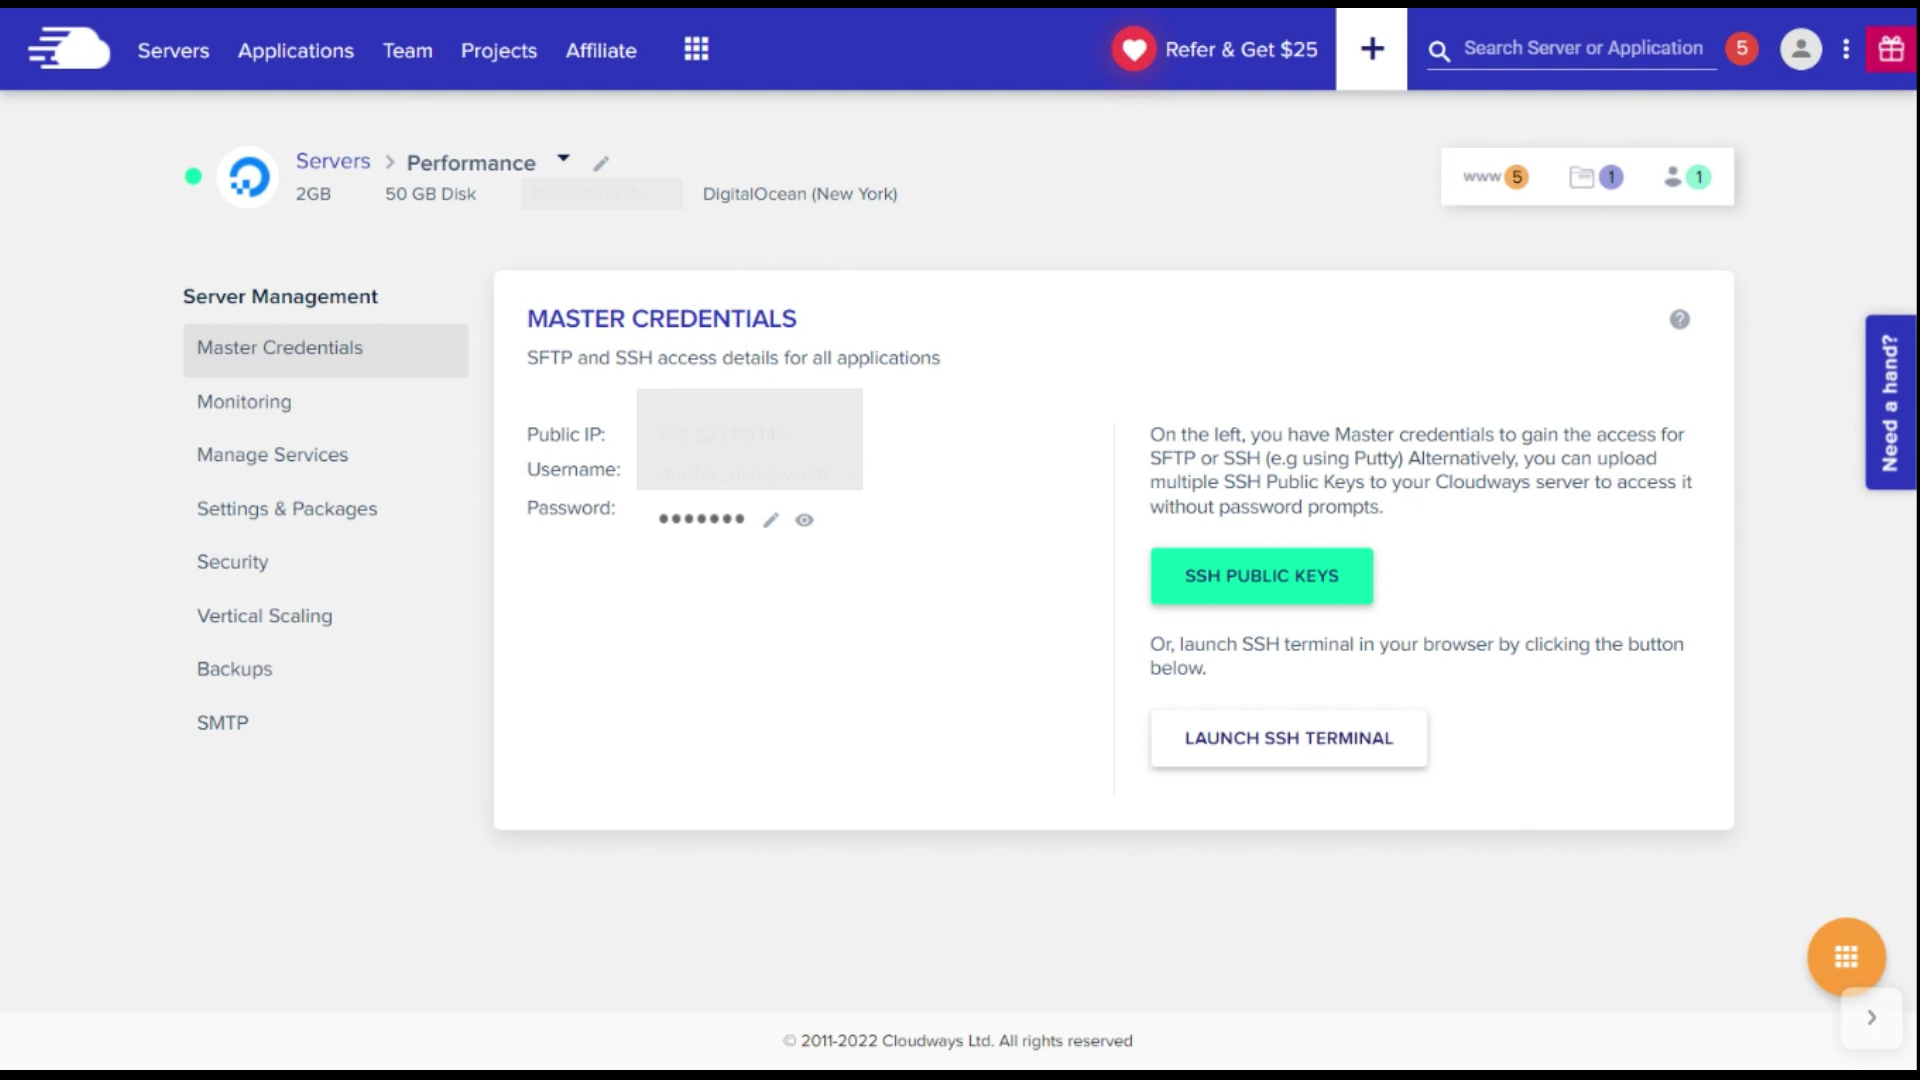 Servers Applications Team Projects Affiliate Refer & Get $25 + Search Server or Application 5
Servers > Performance
2GB 50 GB Disk DigitalOcean (New York)
www 5 1 1
Server Management
Master Credentials
Monitoring
Manage Services
Settings & Packages
Security
Vertical Scaling
Backups
SMTP
MASTER CREDENTIALS
?
SFTP and SSH access details for all applications
Public IP:
Username:
Password: •••••••
On the left, you have Master credentials to gain the access for
SFTP or SSH (e.g using Putty) Alternatively, you can upload
multiple SSH Public Keys to your Cloudways server to access it
without password prompts.
SSH PUBLIC KEYS
Or, launch SSH terminal in your browser by clicking the button
below.
LAUNCH SSH TERMINAL
Need a hand?
© 2011-2022 Cloudways Ltd. All rights reserved